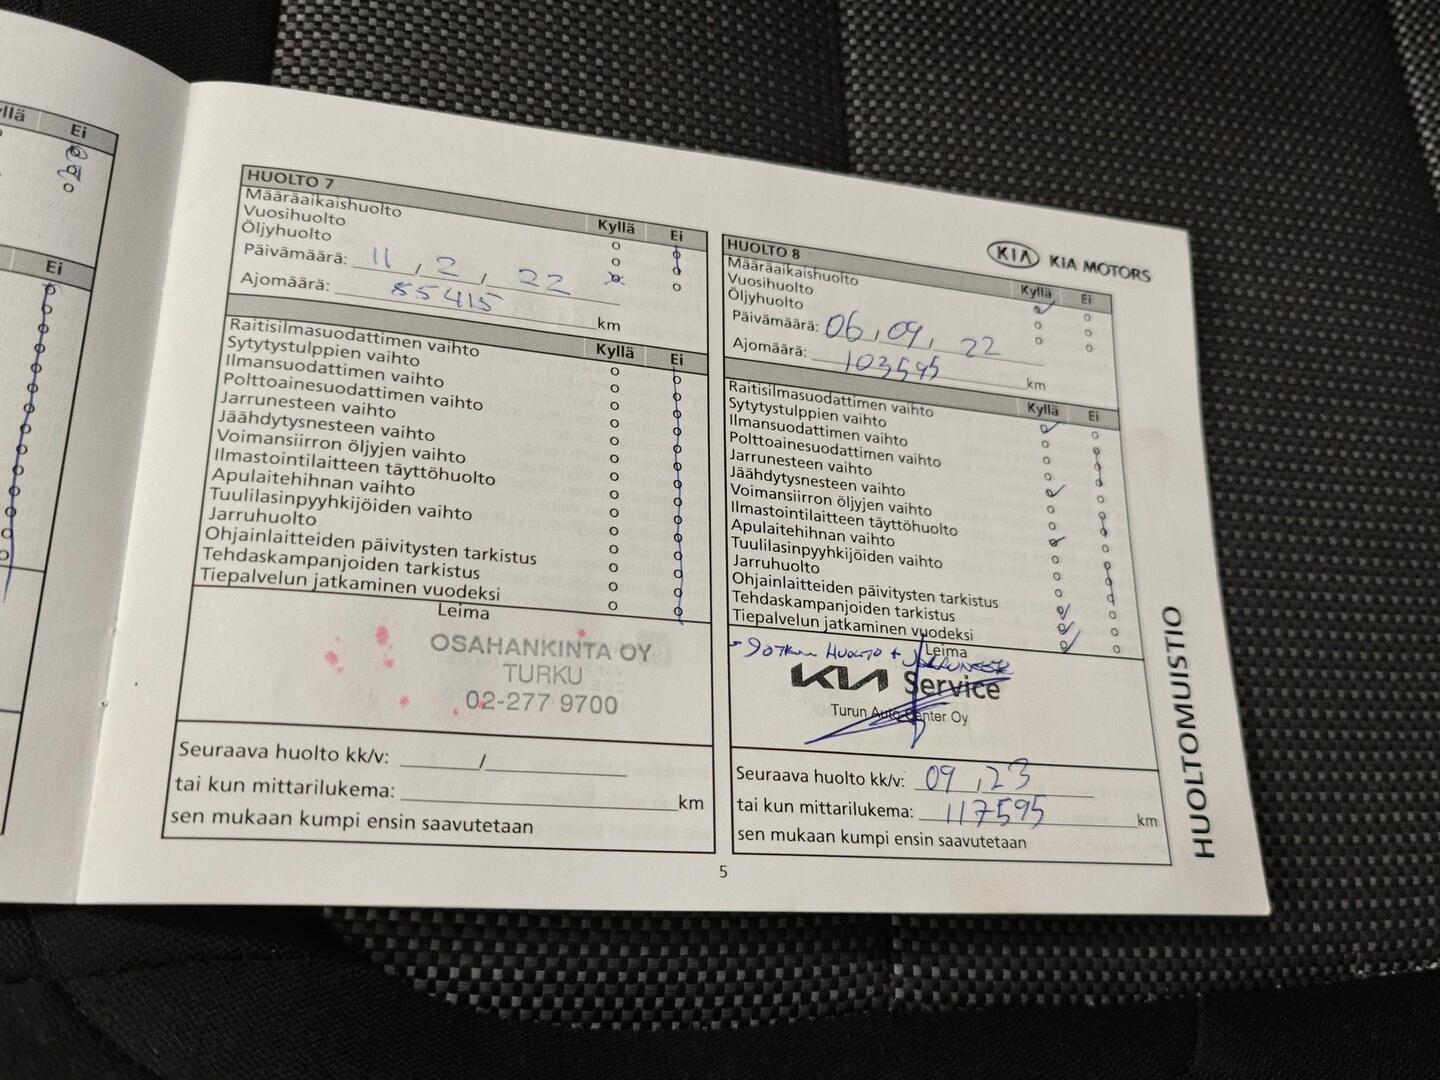 yllä Ei
Ei
HUOLTO 7
Määräaikaishuolto
Vuosihuolto
Öljyhuolto
Kyllä Ei
Päivämäärä: 11 , 2 , 22
Ajomäärä: 85415 km
Kyllä Ei
Raitisilmasuodattimen vaihto
Sytytystulppien vaihto
Ilmansuodattimen vaihto
Polttoainesuodattimen vaihto
Jarrunesteen vaihto
Jäähdytysnesteen vaihto
Voimansiirron öljyjen vaihto
Ilmastointilaitteen täyttöhuolto
Apulaitehihnan vaihto
Tuulilasinpyyhkijöiden vaihto
Jarruhuolto
Ohjainlaitteiden päivitysten tarkistus
Tehdaskampanjoiden tarkistus
Tiepalvelun jatkaminen vuodeksi
Leima
OSAHANKINTA OY
TURKU
02-277 9700
Seuraava huolto kk/v: /
tai kun mittarilukema: km
sen mukaan kumpi ensin saavutetaan
KIA KIA MOTORS
HUOLTO 8
Määräaikaishuolto
Vuosihuolto
Öljyhuolto
Kyllä Ei
Päivämäärä: 06 , 09 , 22
Ajomäärä: 103595 km
Kyllä Ei
Raitisilmasuodattimen vaihto
Sytytystulppien vaihto
Ilmansuodattimen vaihto
Polttoainesuodattimen vaihto
Jarrunesteen vaihto
Jäähdytysnesteen vaihto
Voimansiirron öljyjen vaihto
Ilmastointilaitteen täyttöhuolto
Apulaitehihnan vaihto
Tuulilasinpyyhkijöiden vaihto
Jarruhuolto
Ohjainlaitteiden päivitysten tarkistus
Tehdaskampanjoiden tarkistus
Tiepalvelun jatkaminen vuodeksi
Leima
HUOLTO +
KIA Service
Turun Auto Center Oy
Seuraava huolto kk/v: 09 , 23
tai kun mittarilukema: 117595 km
sen mukaan kumpi ensin saavutetaan
HUOLTOMUISTIO
5